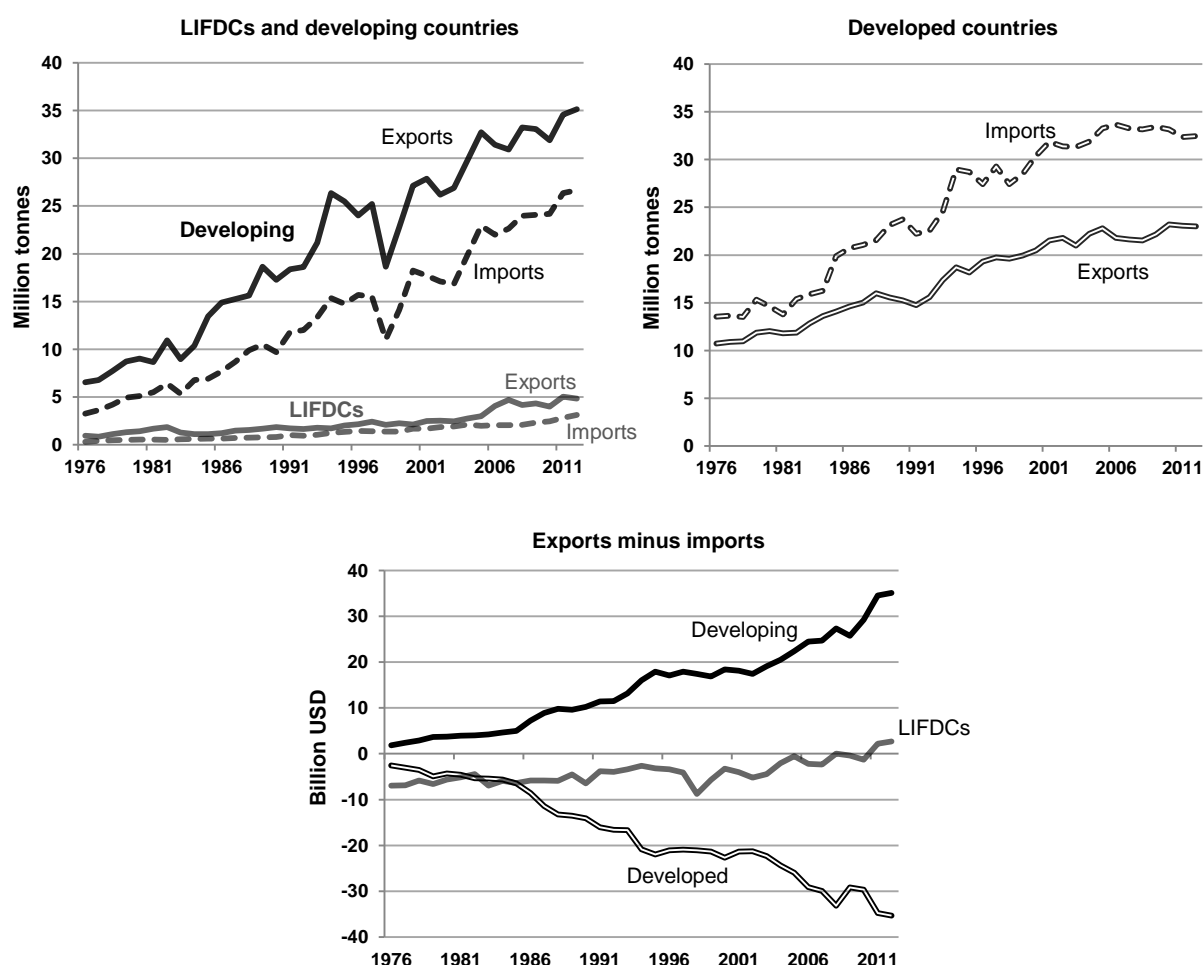 LIFDCs and developing countries
40
35
30
25
20
15
10
5
0
Million tonnes
Exports
Developing
Imports
Exports
LIFDCs
Imports
1976 1981 1986 1991 1996 2001 2006 2011
Developed countries
40
35
30
25
20
15
10
5
0
Million tonnes
Imports
Exports
1976 1981 1986 1991 1996 2001 2006 2011
Exports minus imports
40
30
20
10
0
-10
-20
-30
-40
Billion USD
Developing
LIFDCs
Developed
1976 1981 1986 1991 1996 2001 2006 2011